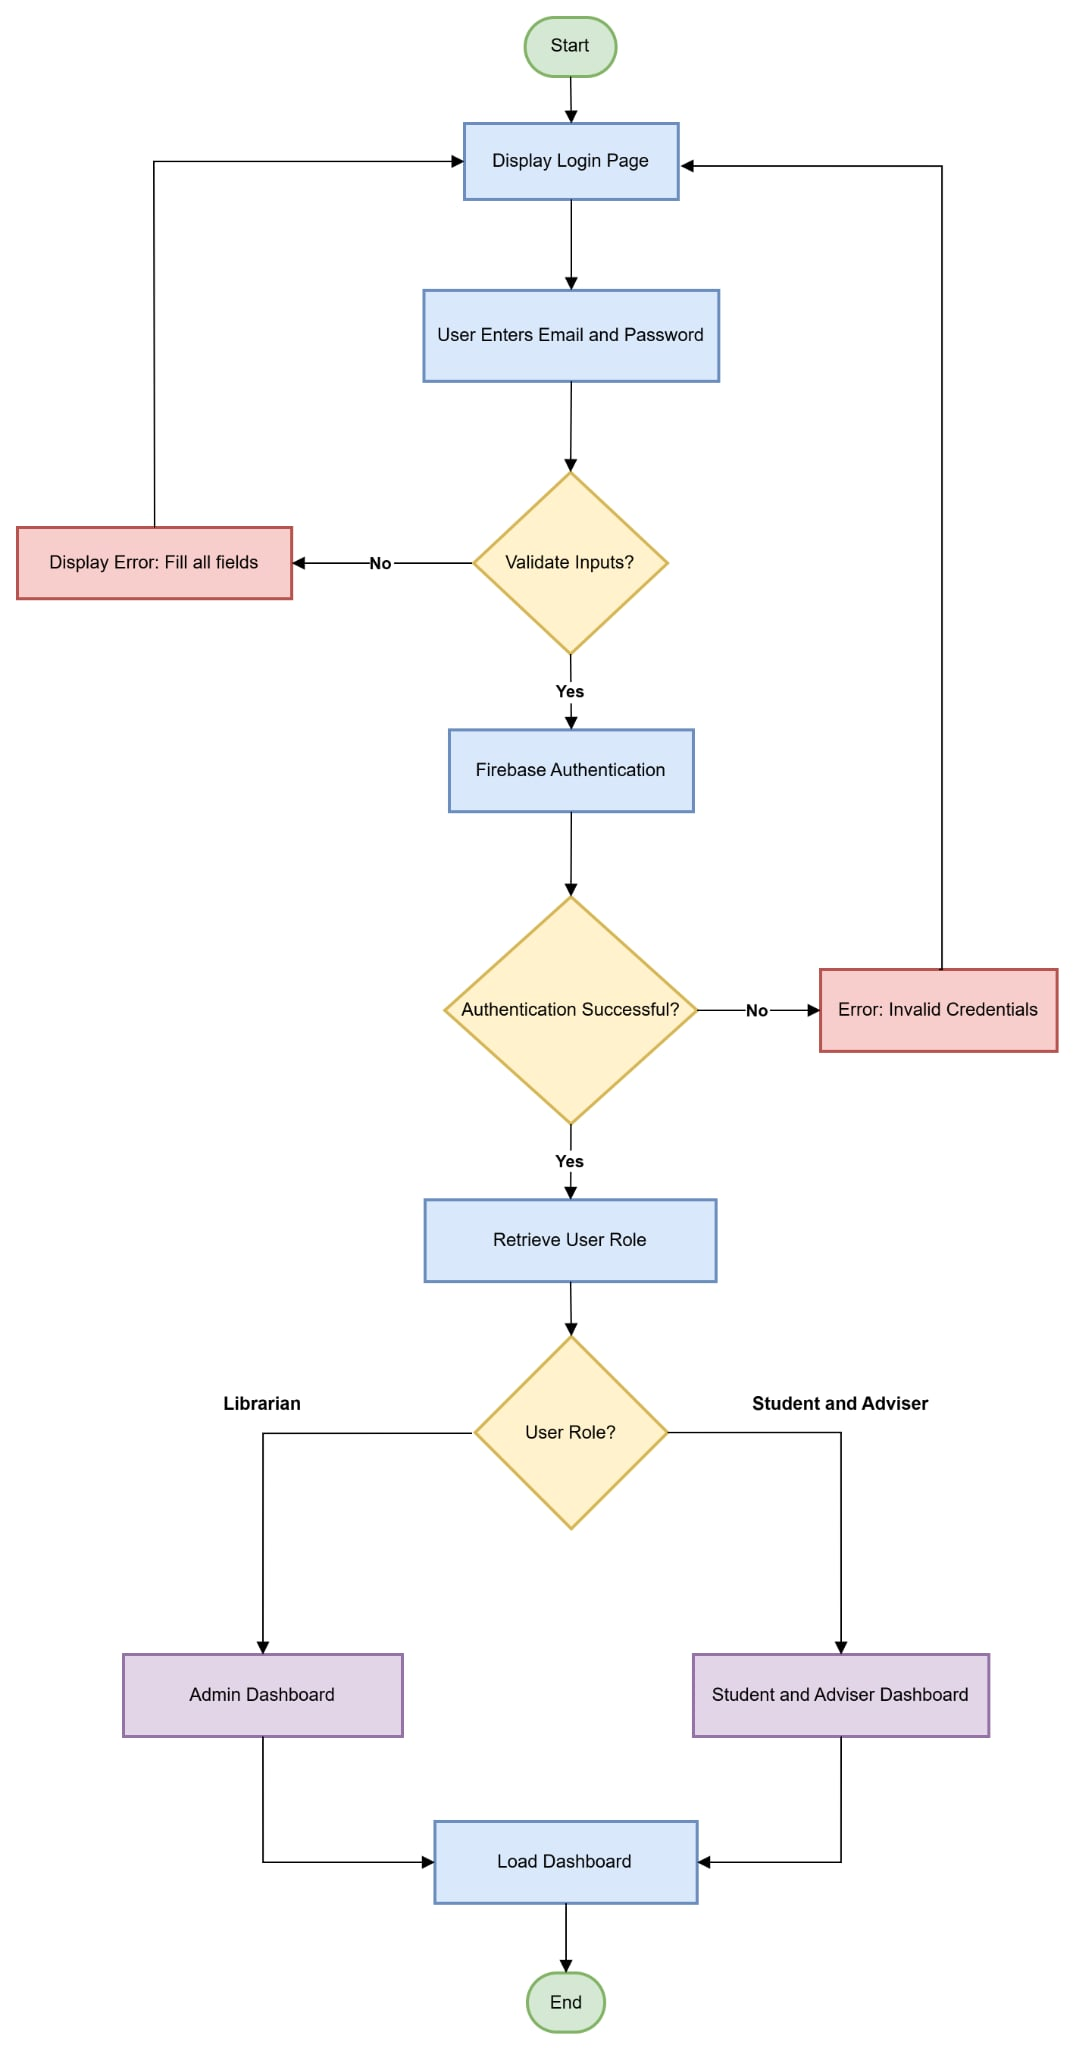 Start
Display Login Page
User Enters Email and Password
Validate Inputs?
No
Display Error: Fill all fields
Yes
Firebase Authentication
Authentication Successful?
No
Error: Invalid Credentials
Yes
Retrieve User Role
Librarian
Student and Adviser
User Role?
Admin Dashboard
Student and Adviser Dashboard
Load Dashboard
End